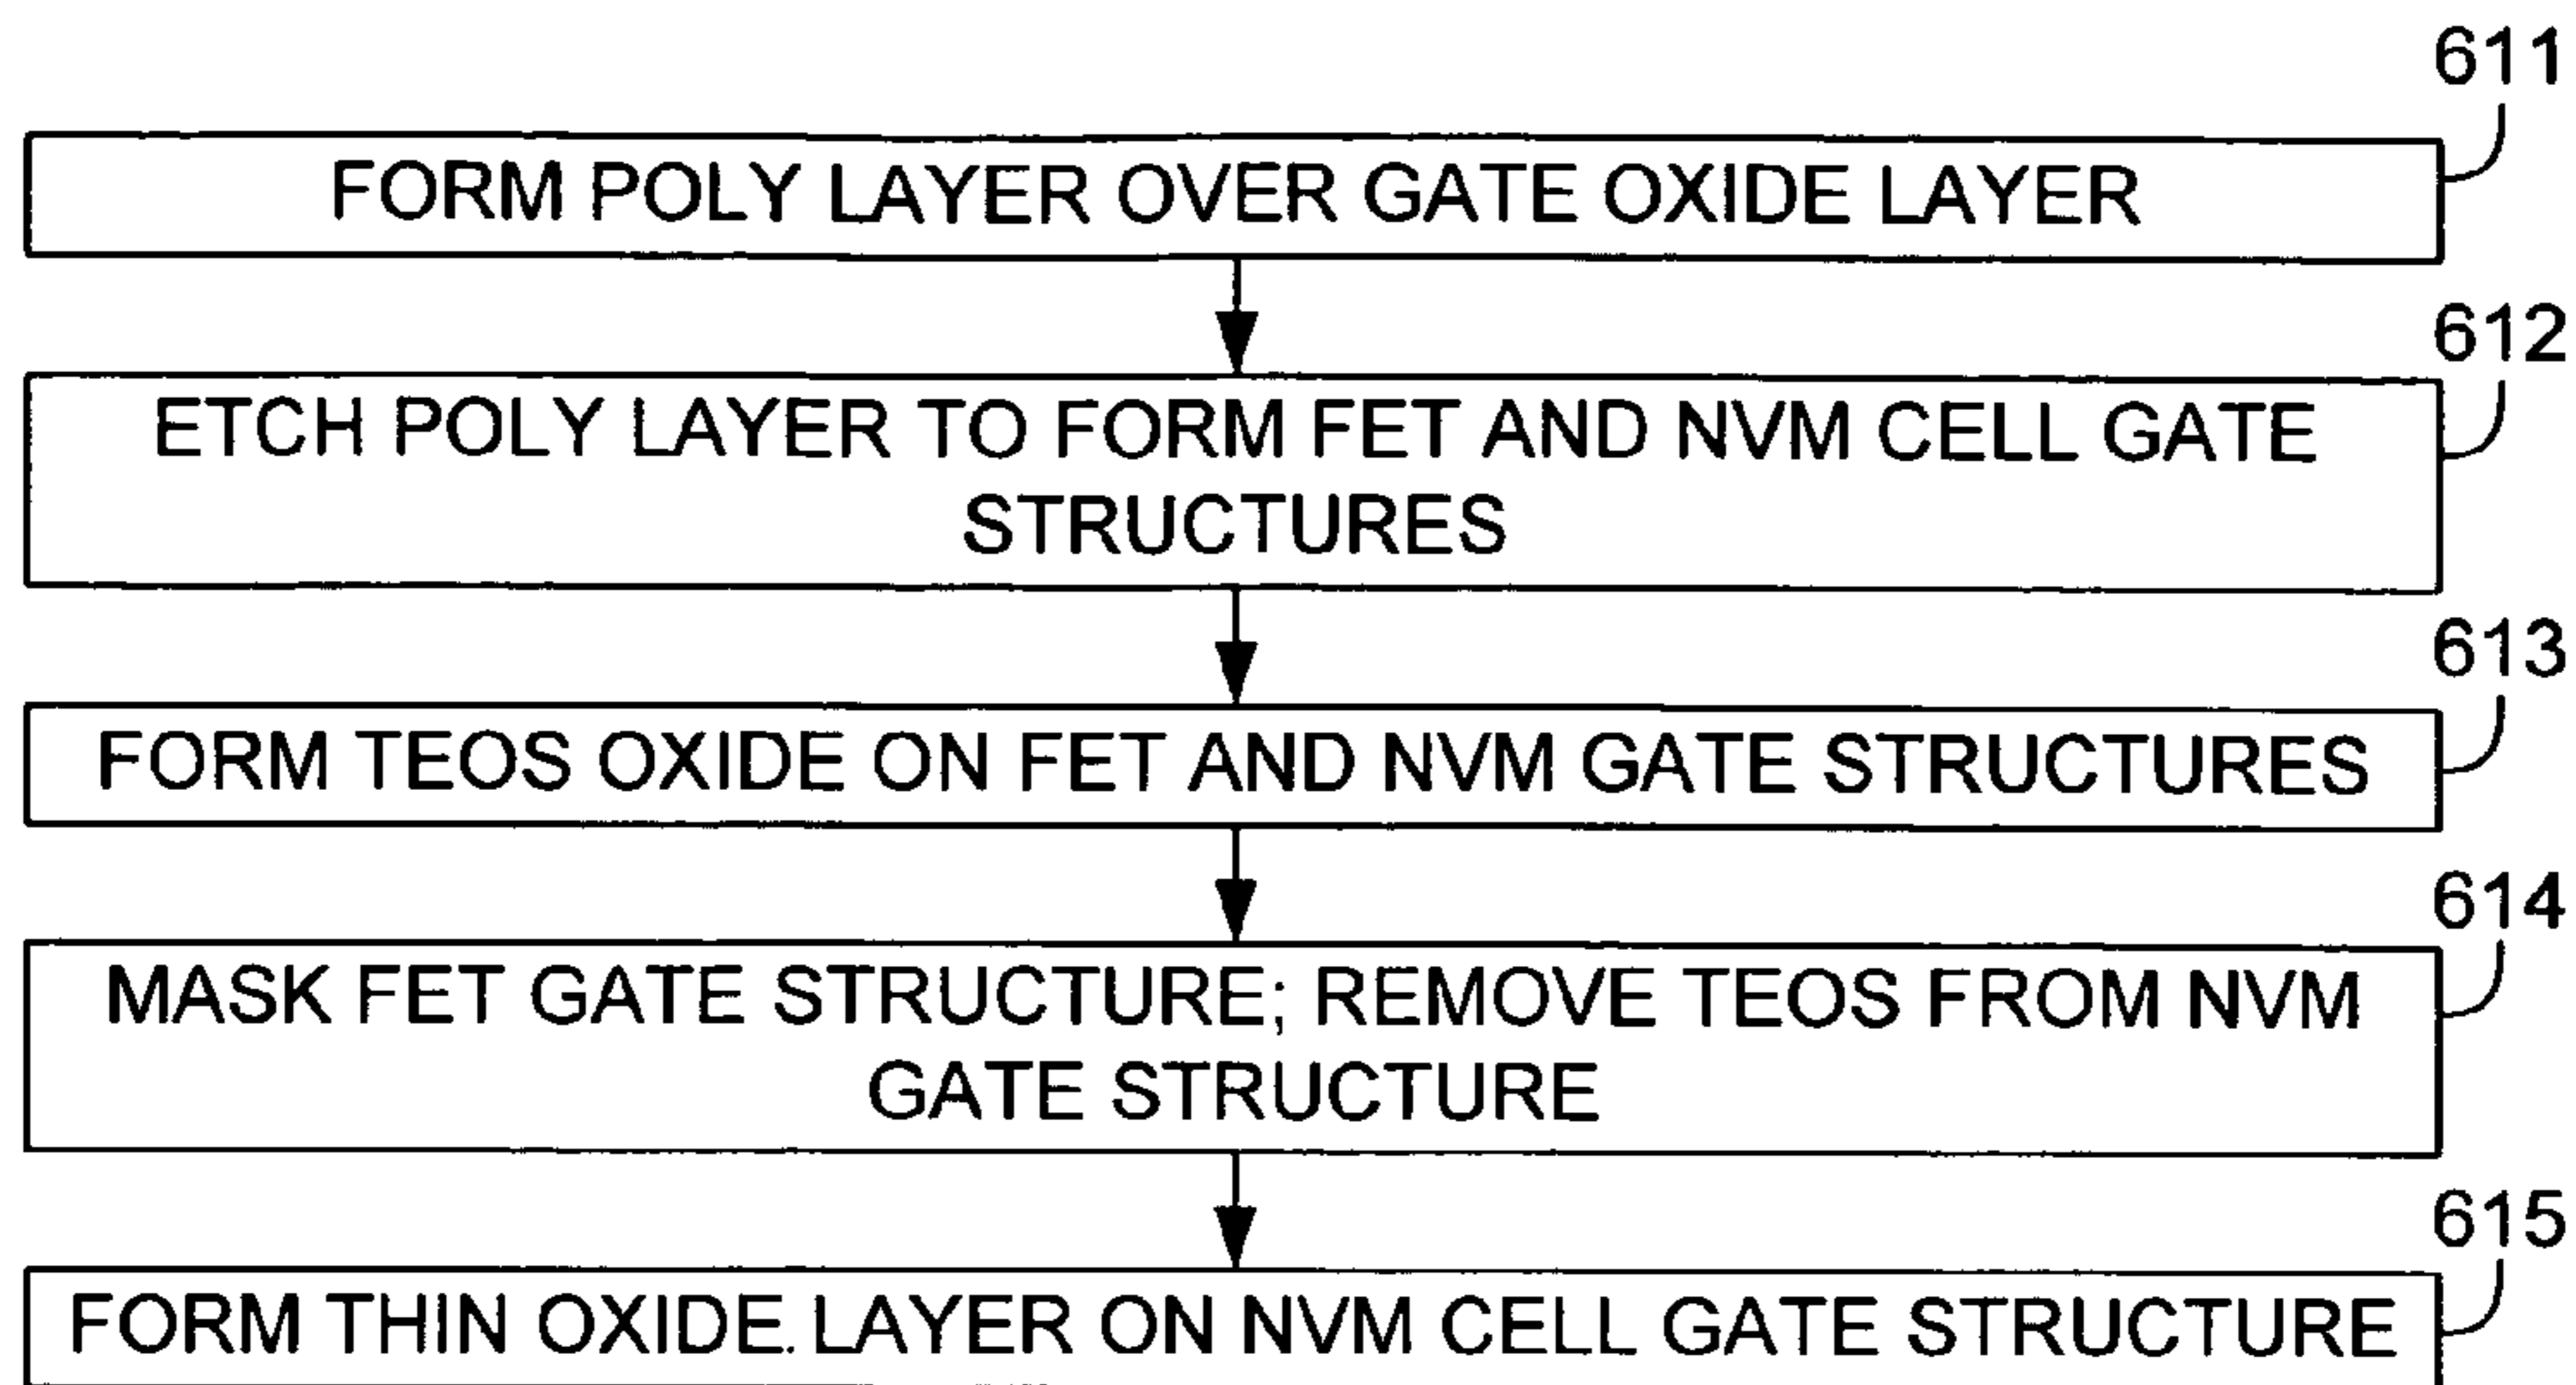 611
FORM POLY LAYER OVER GATE OXIDE LAYER
612
ETCH POLY LAYER TO FORM FET AND NVM CELL GATE
STRUCTURES
613
FORM TEOS OXIDE ON FET AND NVM GATE STRUCTURES
614
MASK FET GATE STRUCTURE; REMOVE TEOS FROM NVM
GATE STRUCTURE
615
FORM THIN OXIDE LAYER ON NVM CELL GATE STRUCTURE